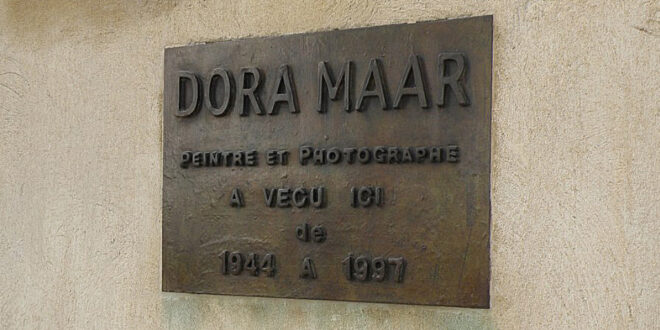 DORA MAAR
PEINTRE ET PHOTOGRAPHE
A VECU ICI
de
1944 A 1997